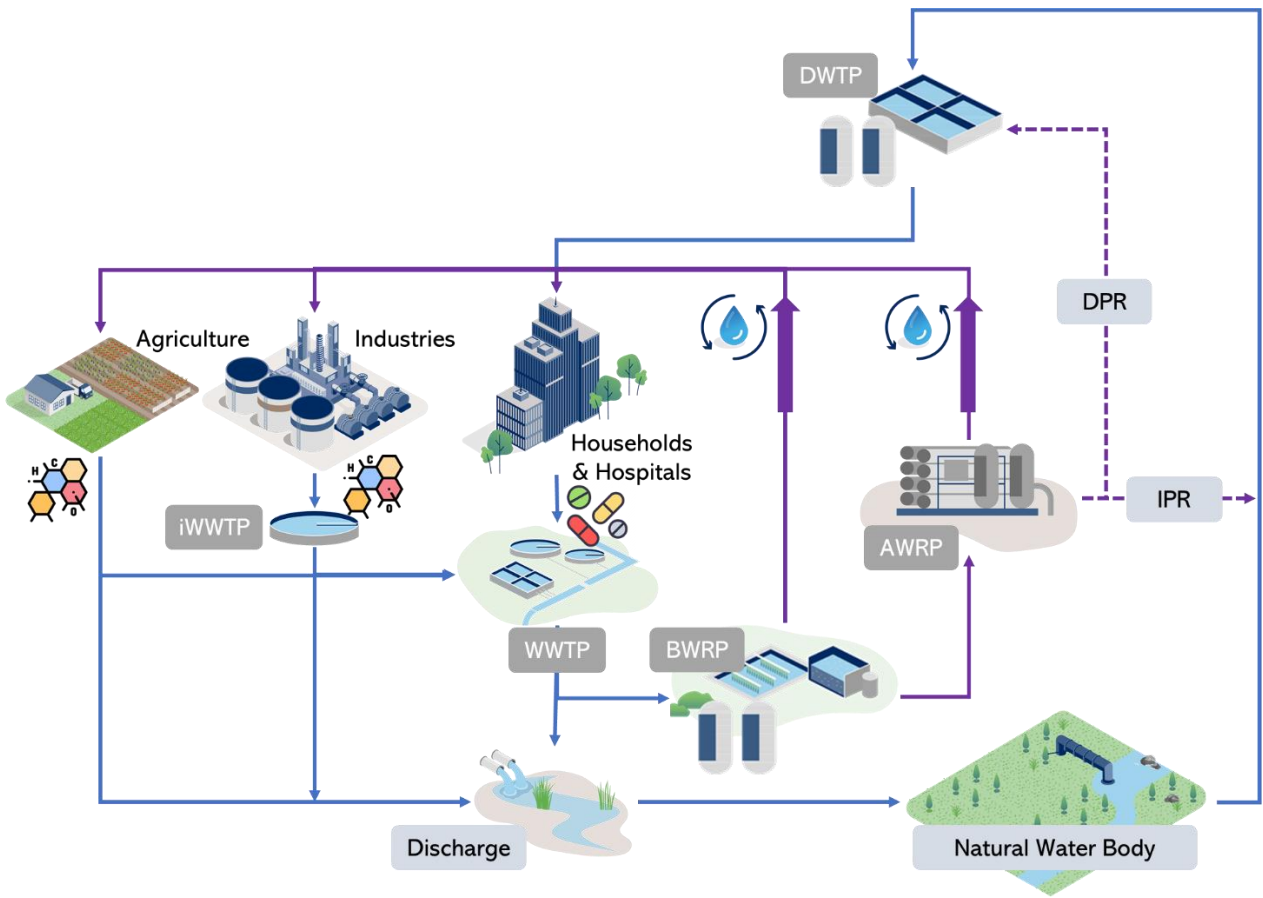 DWTP
DPR
Agriculture
Industries
Households
& Hospitals
H
C
O
H
C
O
iWWTP
IPR
AWRP
WWTP
BWRP
Discharge
Natural Water Body